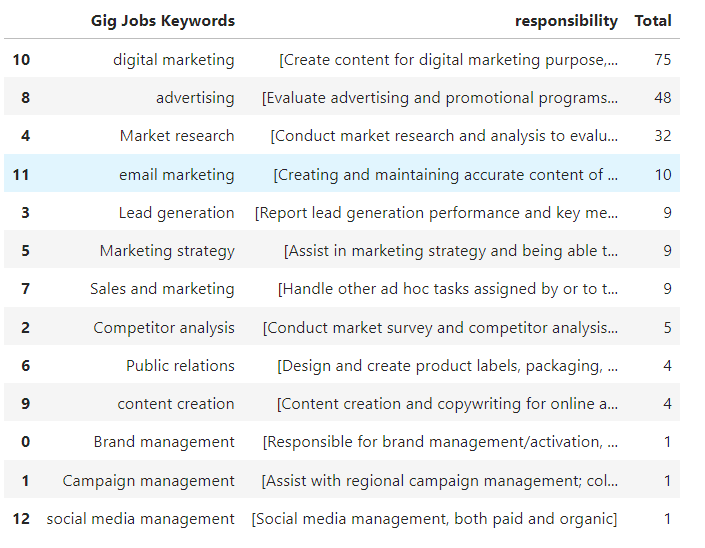 Gig Jobs Keywords responsibility Total
10 digital marketing [Create content for digital marketing purpose,... 75
8 advertising [Evaluate advertising and promotional programs... 48
4 Market research [Conduct market research and analysis to evalu... 32
11 email marketing [Creating and maintaining accurate content of ... 10
3 Lead generation [Report lead generation performance and key me... 9
5 Marketing strategy [Assist in marketing strategy and being able t... 9
7 Sales and marketing [Handle other ad hoc tasks assigned by or to t... 9
2 Competitor analysis [Conduct market survey and competitor analysis... 5
6 Public relations [Design and create product labels, packaging, ... 4
9 content creation [Content creation and copywriting for online a... 4
0 Brand management [Responsible for brand management/activation, ... 1
1 Campaign management [Assist with regional campaign management; col... 1
12 social media management [Social media management, both paid and organic] 1